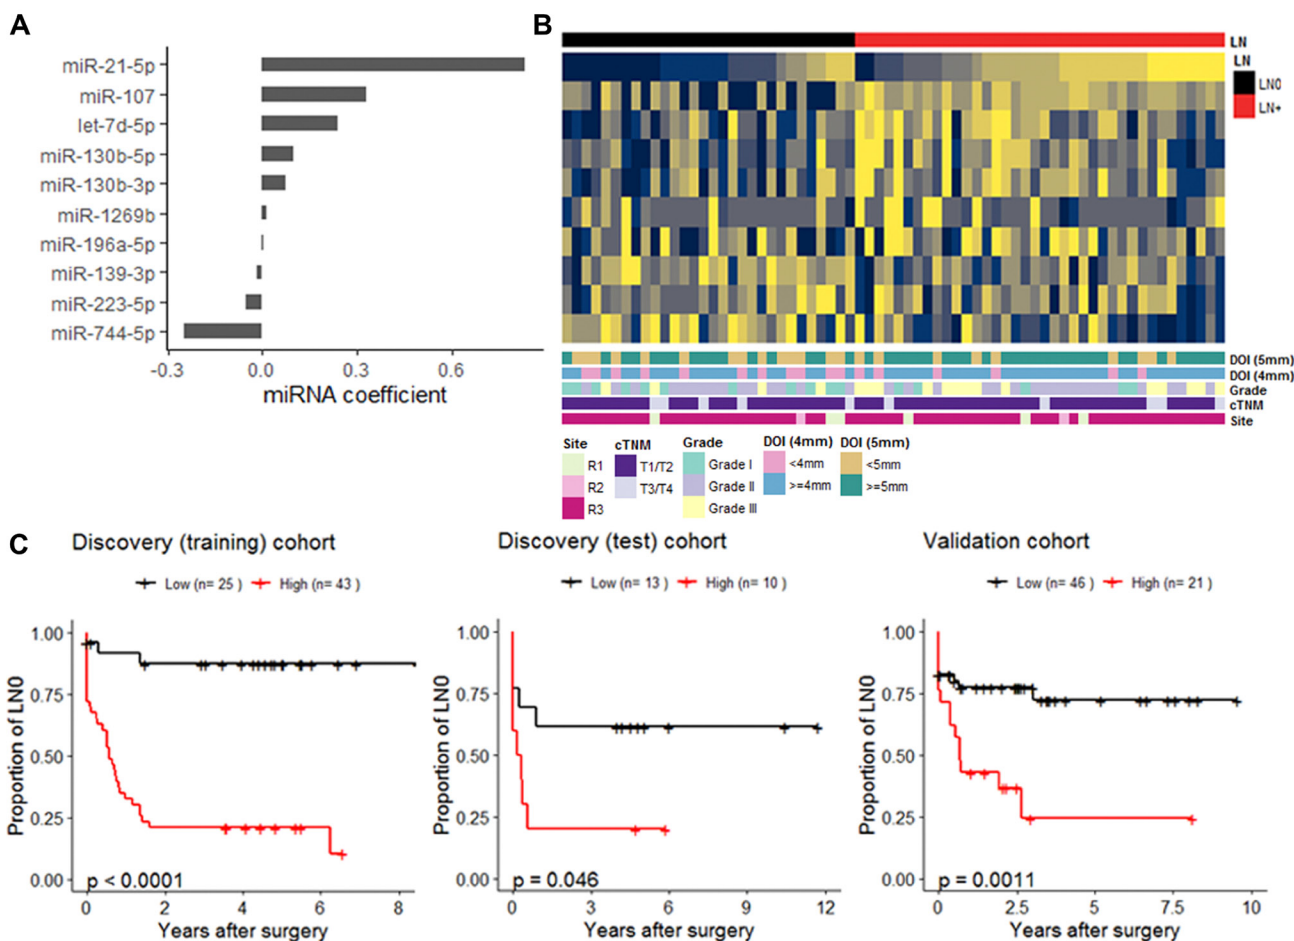 A
miR-21-5p
miR-107
let-7d-5p
miR-130b-5p
miR-130b-3p
miR-1269b
miR-196a-5p
miR-139-3p
miR-223-5p
miR-744-5p
-0.3 0.0 0.3 0.6
miRNA coefficient
B
LN
LN
LN0
LN+
DOI (5mm)
DOI (4mm)
Grade
cTNM
Site
Site cTNM Grade DOI (4mm) DOI (5mm)
R1 T1/T2 Grade I <4mm <5mm
R2 T3/T4 Grade II >=4mm >=5mm
R3 Grade III
C
Discovery (training) cohort
Low (n= 25 ) High (n= 43 )
Proportion of LN0
1.00
0.75
0.50
0.25
0.00
p < 0.0001
0 2 4 6 8
Years after surgery
Discovery (test) cohort
Low (n= 13 ) High (n= 10 )
Proportion of LN0
1.00
0.75
0.50
0.25
0.00
p = 0.046
0 3 6 9 12
Years after surgery
Validation cohort
Low (n= 46 ) High (n= 21 )
Proportion of LN0
1.00
0.75
0.50
0.25
0.00
p = 0.0011
0 2.5 5 7.5 10
Years after surgery